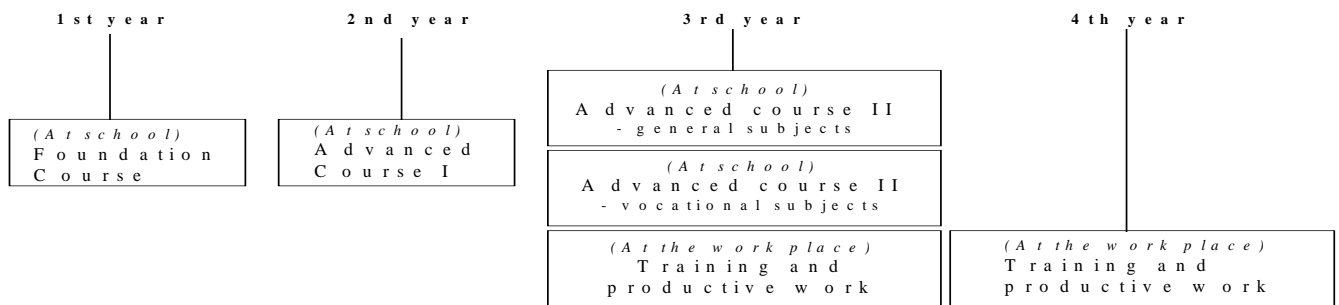 1st year
2nd year
3rd year
4th year
(At school)
Foundation
Course
(At school)
Advanced
Course I
(At school)
Advanced course II
- general subjects
(At school)
Advanced course II
- vocational subjects
(At the work place)
Training and
productive work
(At the work place)
Training and
productive work